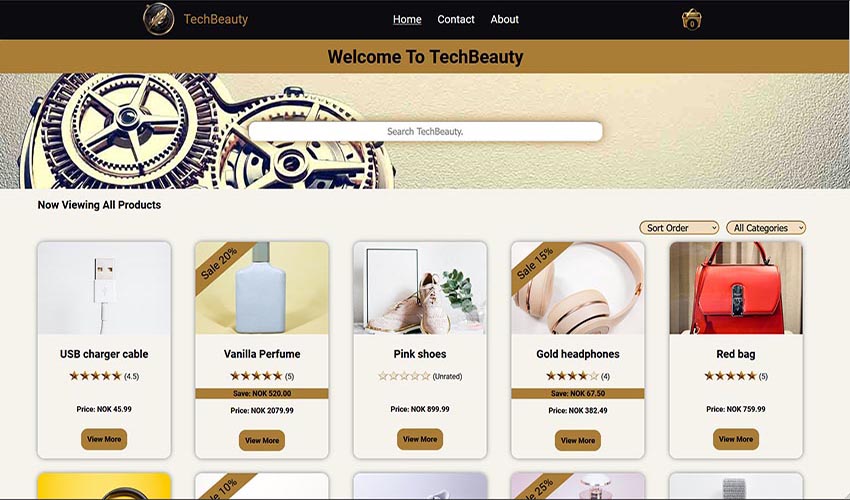 TechBeauty
Home Contact About
0
Welcome To TechBeauty
Search TechBeauty.
Now Viewing All Products
Sort Order All Categories
Sale 20% Sale 15%
USB charger cable Vanilla Perfume Pink shoes Gold headphones Red bag
(4.5) (5) (Unrated) (4) (5)
Save: NOK 520.00 Save: NOK 67.50
Price: NOK 45.99 Price: NOK 2079.99 Price: NOK 899.99 Price: NOK 382.49 Price: NOK 759.99
View More View More View More View More View More
Sale 10% Sale 25%